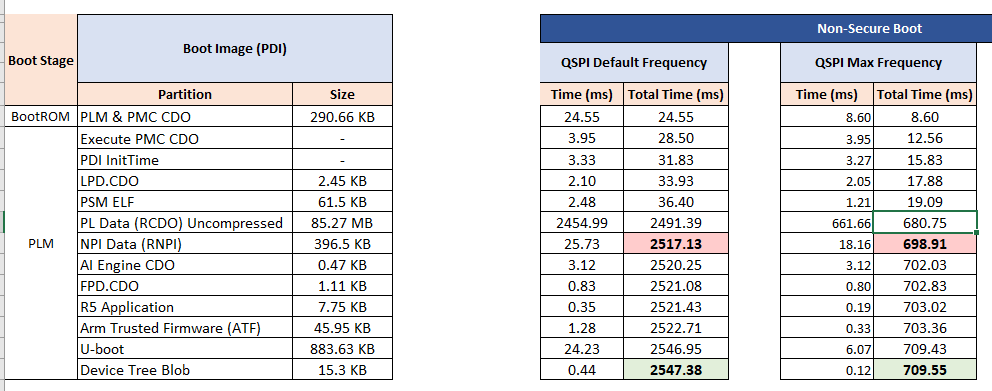 Non-Secure Boot
Boot Stage Boot Image (PDI) QSPI Default Frequency QSPI Max Frequency
Partition Size Time (ms) Total Time (ms) Time (ms) Total Time (ms)
BootROM PLM & PMC CDO 290.66 KB 24.55 24.55 8.60 8.60
Execute PMC CDO - 3.95 28.50 3.95 12.56
PDI InitTime - 3.33 31.83 3.27 15.83
LPD.CDO 2.45 KB 2.10 33.93 2.05 17.88
PSM ELF 61.5 KB 2.48 36.40 1.21 19.09
PL Data (RCDO) Uncompressed 85.27 MB 2454.99 2491.39 661.66 680.75
PLM NPI Data (RNPI) 396.5 KB 25.73 2517.13 18.16 698.91
AI Engine CDO 0.47 KB 3.12 2520.25 3.12 702.03
FPD.CDO 1.11 KB 0.83 2521.08 0.80 702.83
R5 Application 7.75 KB 0.35 2521.43 0.19 703.02
Arm Trusted Firmware (ATF) 45.95 KB 1.28 2522.71 0.33 703.36
U-boot 883.63 KB 24.23 2546.95 6.07 709.43
Device Tree Blob 15.3 KB 0.44 2547.38 0.12 709.55